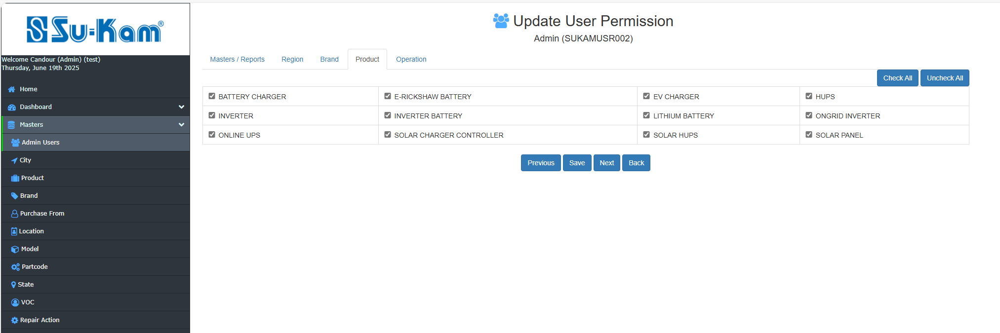 Su-Kam®
Welcome Candour (Admin) (test)
Thursday, June 19th 2025
Home
Dashboard
Masters
Admin Users
City
Product
Brand
Purchase From
Location
Model
Partcode
State
VOC
Repair Action
Update User Permission
Admin (SUKAMUSR002)
Masters / Reports Region Brand Product Operation
Check All Uncheck All
BATTERY CHARGER E-RICKSHAW BATTERY EV CHARGER HUPS
INVERTER INVERTER BATTERY LITHIUM BATTERY ONGRID INVERTER
ONLINE UPS SOLAR CHARGER CONTROLLER SOLAR HUPS SOLAR PANEL
Previous Save Next Back